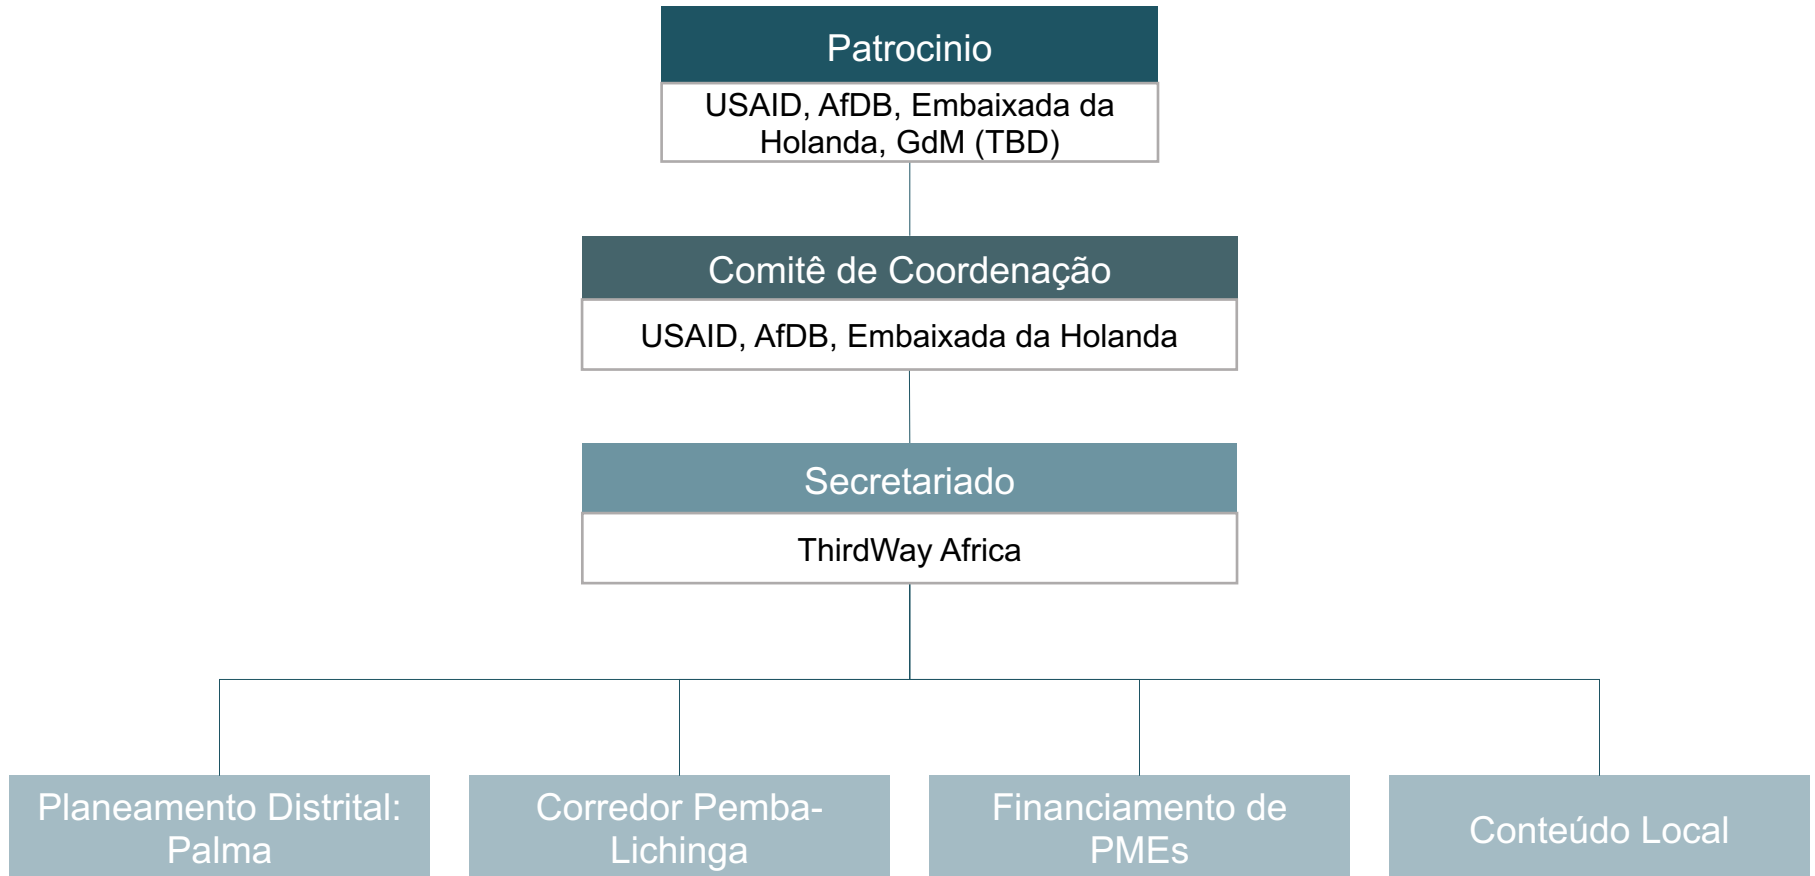 Patrocinio
USAID, AfDB, Embaixada da
Holanda, GdM (TBD)
Comitê de Coordenação
USAID, AfDB, Embaixada da Holanda
Secretariado
ThirdWay Africa
Planeamento Distrital:
Palma
Corredor Pemba-
Lichinga
Financiamento de
PMEs
Conteúdo Local